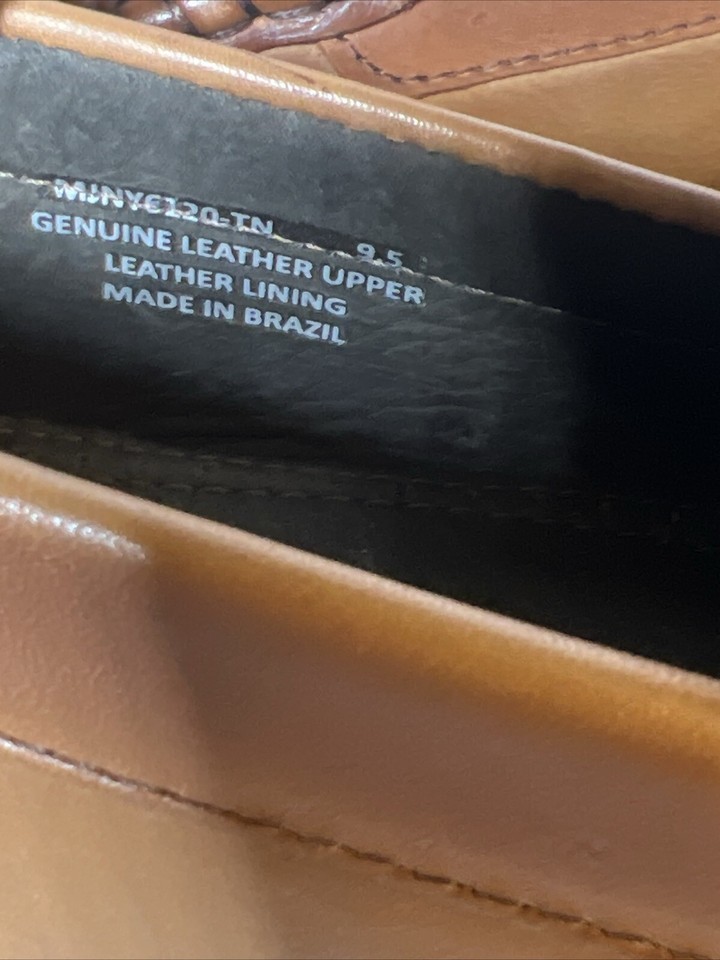 MJNYC120-TN 9.5
GENUINE LEATHER UPPER
LEATHER LINING
MADE IN BRAZIL